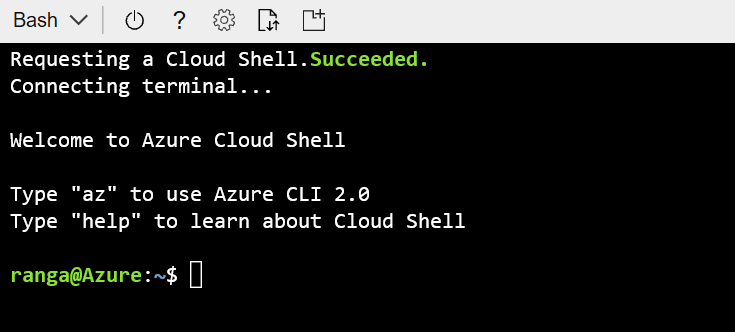 Bash
?
Requesting a Cloud Shell.Succeeded.
Connecting terminal...
Welcome to Azure Cloud Shell
Type "az" to use Azure CLI 2.0
Type "help" to learn about Cloud Shell
ranga@Azure:~$